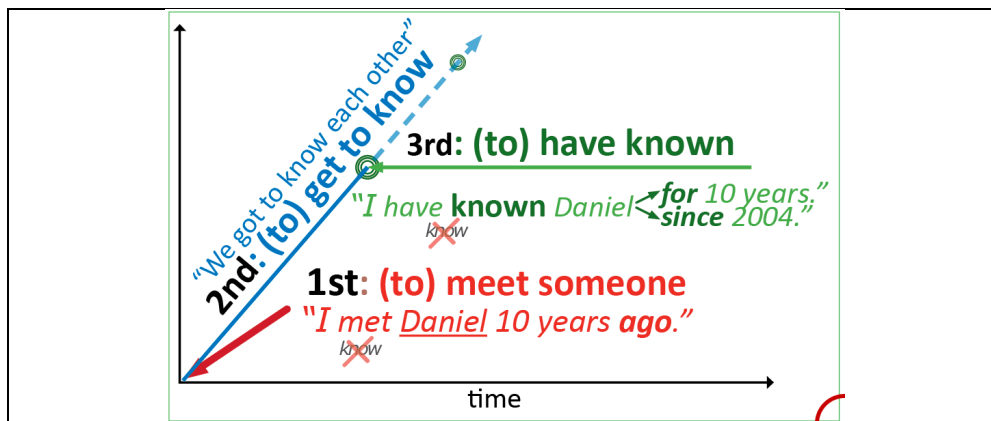 "We got to know each other"
2nd: (to) get to know
3rd: (to) have known
"I have known Daniel for 10 years."
since 2004."
know
1st: (to) meet someone
"I met Daniel 10 years ago."
know
time